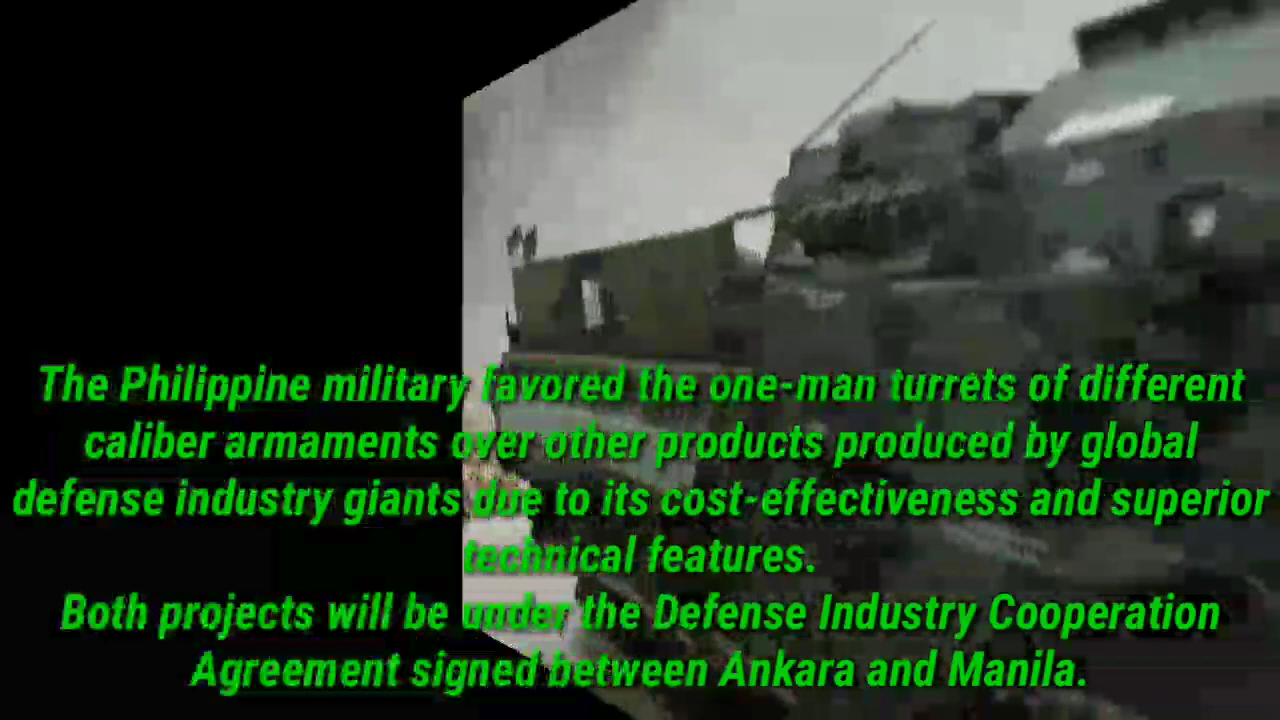 The Philippine military favored the one-man turrets of different
caliber armaments over other products produced by global
defense industry giants due to its cost-effectiveness and superior
technical features.
Both projects will be under the Defense Industry Cooperation
Agreement signed between Ankara and Manila.